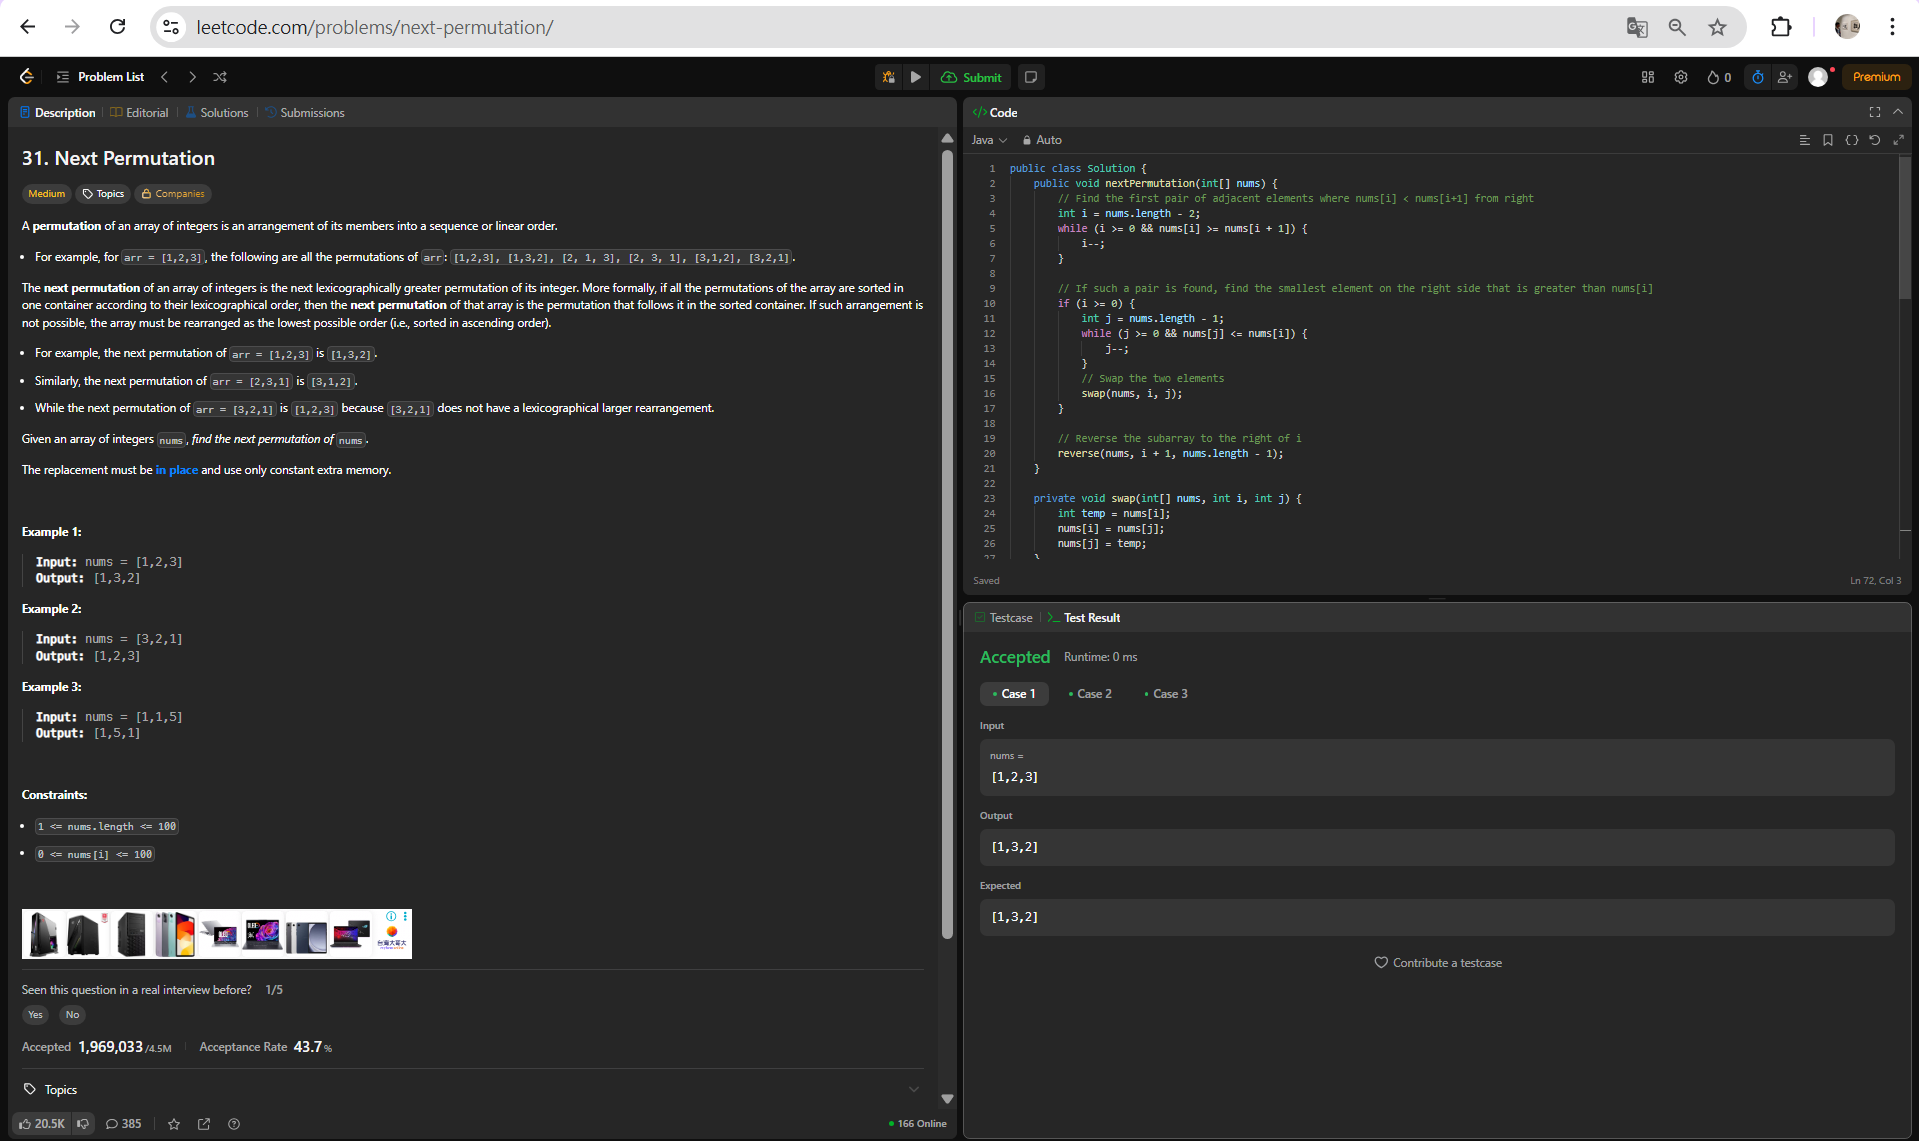 leetcode.com/problems/next-permutation/
Problem List
Submit
0
Premium
Description
Editorial
Solutions
Submissions
31. Next Permutation
Medium
Topics
Companies
A permutation of an array of integers is an arrangement of its members into a sequence or linear order.
• For example, for arr = [1,2,3], the following are all the permutations of arr: [1,2,3], [1,3,2], [2, 1, 3], [2, 3, 1], [3,1,2], [3,2,1].
The next permutation of an array of integers is the next lexicographically greater permutation of its integer. More formally, if all the permutations of the array are sorted in
one container according to their lexicographical order, then the next permutation of that array is the permutation that follows it in the sorted container. If such arrangement is
not possible, the array must be rearranged as the lowest possible order (i.e., sorted in ascending order).
• For example, the next permutation of arr = [1,2,3] is [1,3,2].
• Similarly, the next permutation of arr = [2,3,1] is [3,1,2].
• While the next permutation of arr = [3,2,1] is [1,2,3] because [3,2,1] does not have a lexicographical larger rearrangement.
Given an array of integers nums, find the next permutation of nums.
The replacement must be in place and use only constant extra memory.
Example 1:
Input: nums = [1,2,3]
Output: [1,3,2]
Example 2:
Input: nums = [3,2,1]
Output: [1,2,3]
Example 3:
Input: nums = [1,1,5]
Output: [1,5,1]
Constraints:
• 1 <= nums.length <= 100
• 0 <= nums[i] <= 100
台灣大哥大
Seen this question in a real interview before? 1/5
Yes
No
Accepted 1,969,033/4.5M
Acceptance Rate 43.7%
Topics
20.5K
385
166 Online
</> Code
Java
Auto
1 public class Solution {
2 public void nextPermutation(int[] nums) {
3 // Find the first pair of adjacent elements where nums[i] < nums[i+1] from right
4 int i = nums.length - 2;
5 while (i >= 0 && nums[i] >= nums[i + 1]) {
6 i--;
7 }
8
9 // If such a pair is found, find the smallest element on the right side that is greater than nums[i]
10 if (i >= 0) {
11 int j = nums.length - 1;
12 while (j >= 0 && nums[j] <= nums[i]) {
13 j--;
14 }
15 // Swap the two elements
16 swap(nums, i, j);
17 }
18
19 // Reverse the subarray to the right of i
20 reverse(nums, i + 1, nums.length - 1);
21 }
22
23 private void swap(int[] nums, int i, int j) {
24 int temp = nums[i];
25 nums[i] = nums[j];
26 nums[j] = temp;
27 }
Saved
Ln 72, Col 3
Testcase
>_ Test Result
Accepted
Runtime: 0 ms
• Case 1
• Case 2
• Case 3
Input
nums =
[1,2,3]
Output
[1,3,2]
Expected
[1,3,2]
Contribute a testcase